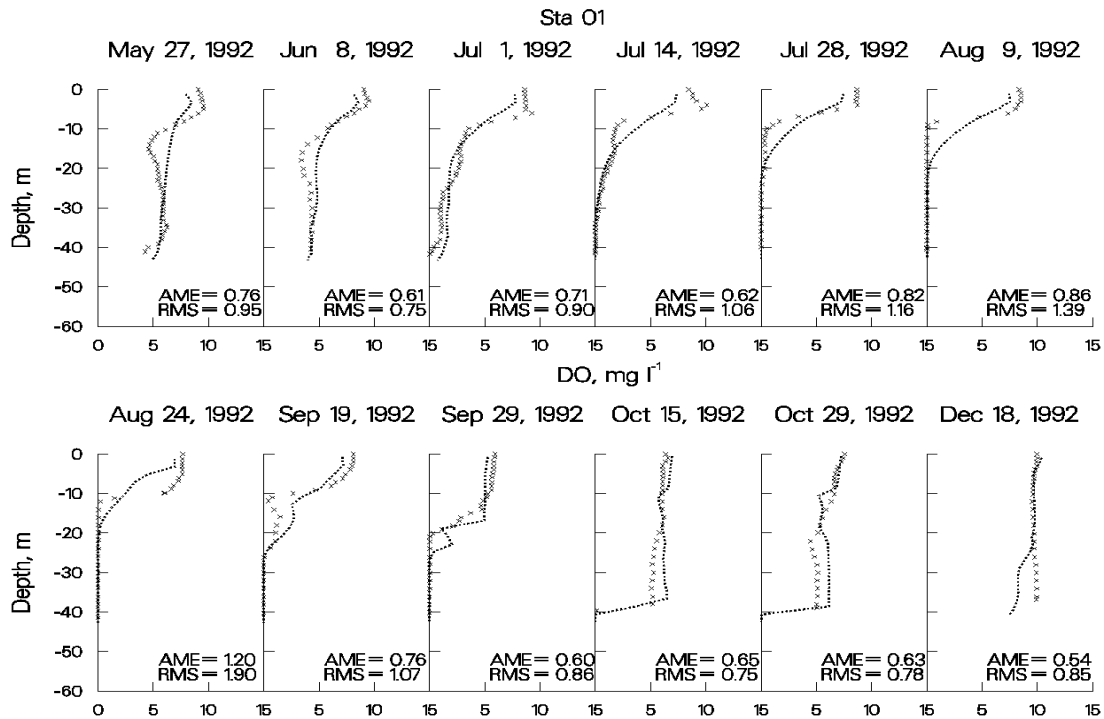 Sta 01
May 27, 1992 Jun 8, 1992 Jul 1, 1992 Jul 14, 1992 Jul 28, 1992 Aug 9, 1992
0
-10
-20
-30
-40
-50
-60
Depth, m
AME= 0.76 AME= 0.61 AME= 0.71 AME= 0.62 AME= 0.82 AME= 0.86
RMS= 0.95 RMS= 0.75 RMS= 0.90 RMS= 1.06 RMS= 1.16 RMS= 1.39
0 5 10 15 5 10 15 5 10 15 5 10 15 5 10 15 5 10 15
DO, mg l⁻¹
Aug 24, 1992 Sep 19, 1992 Sep 29, 1992 Oct 15, 1992 Oct 29, 1992 Dec 18, 1992
0
-10
-20
-30
-40
-50
-60
Depth, m
AME= 1.20 AME= 0.76 AME= 0.60 AME= 0.65 AME= 0.63 AME= 0.54
RMS= 1.90 RMS= 1.07 RMS= 0.86 RMS= 0.75 RMS= 0.78 RMS= 0.85
0 5 10 15 5 10 15 5 10 15 5 10 15 5 10 15 5 10 15